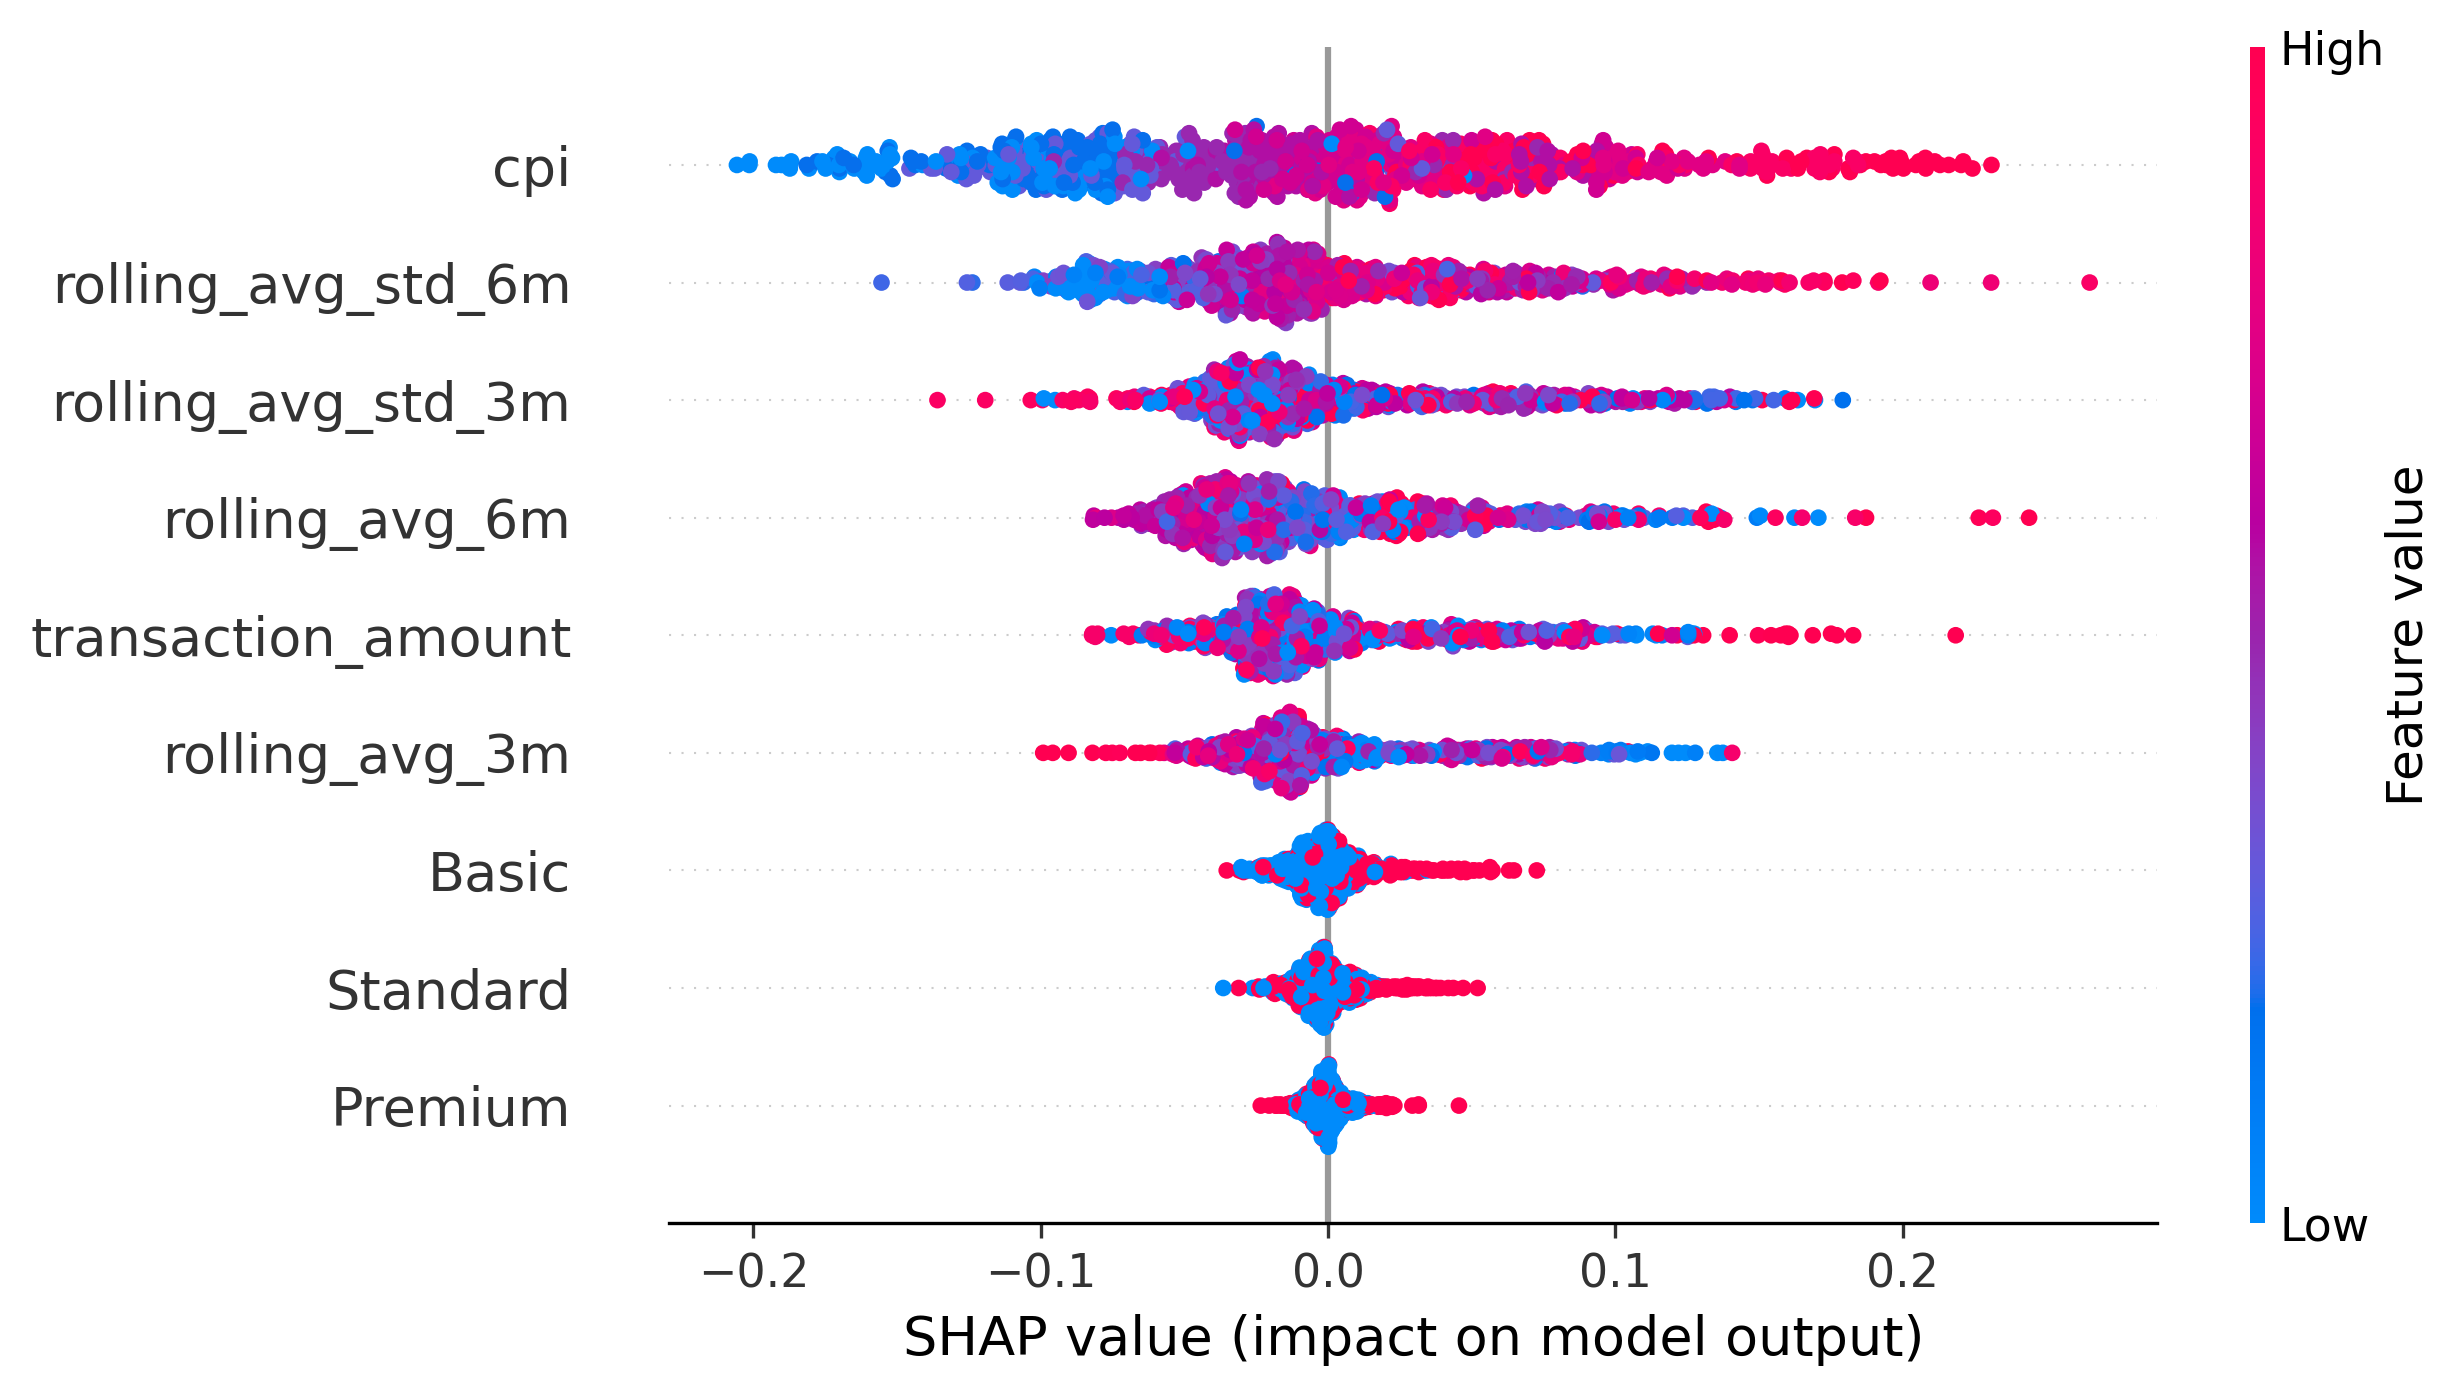 High
cpi
rolling_avg_std_6m
rolling_avg_std_3m
rolling_avg_6m
transaction_amount
rolling_avg_3m
Basic
Standard
Premium
Feature value
Low
−0.2 −0.1 0.0 0.1 0.2
SHAP value (impact on model output)